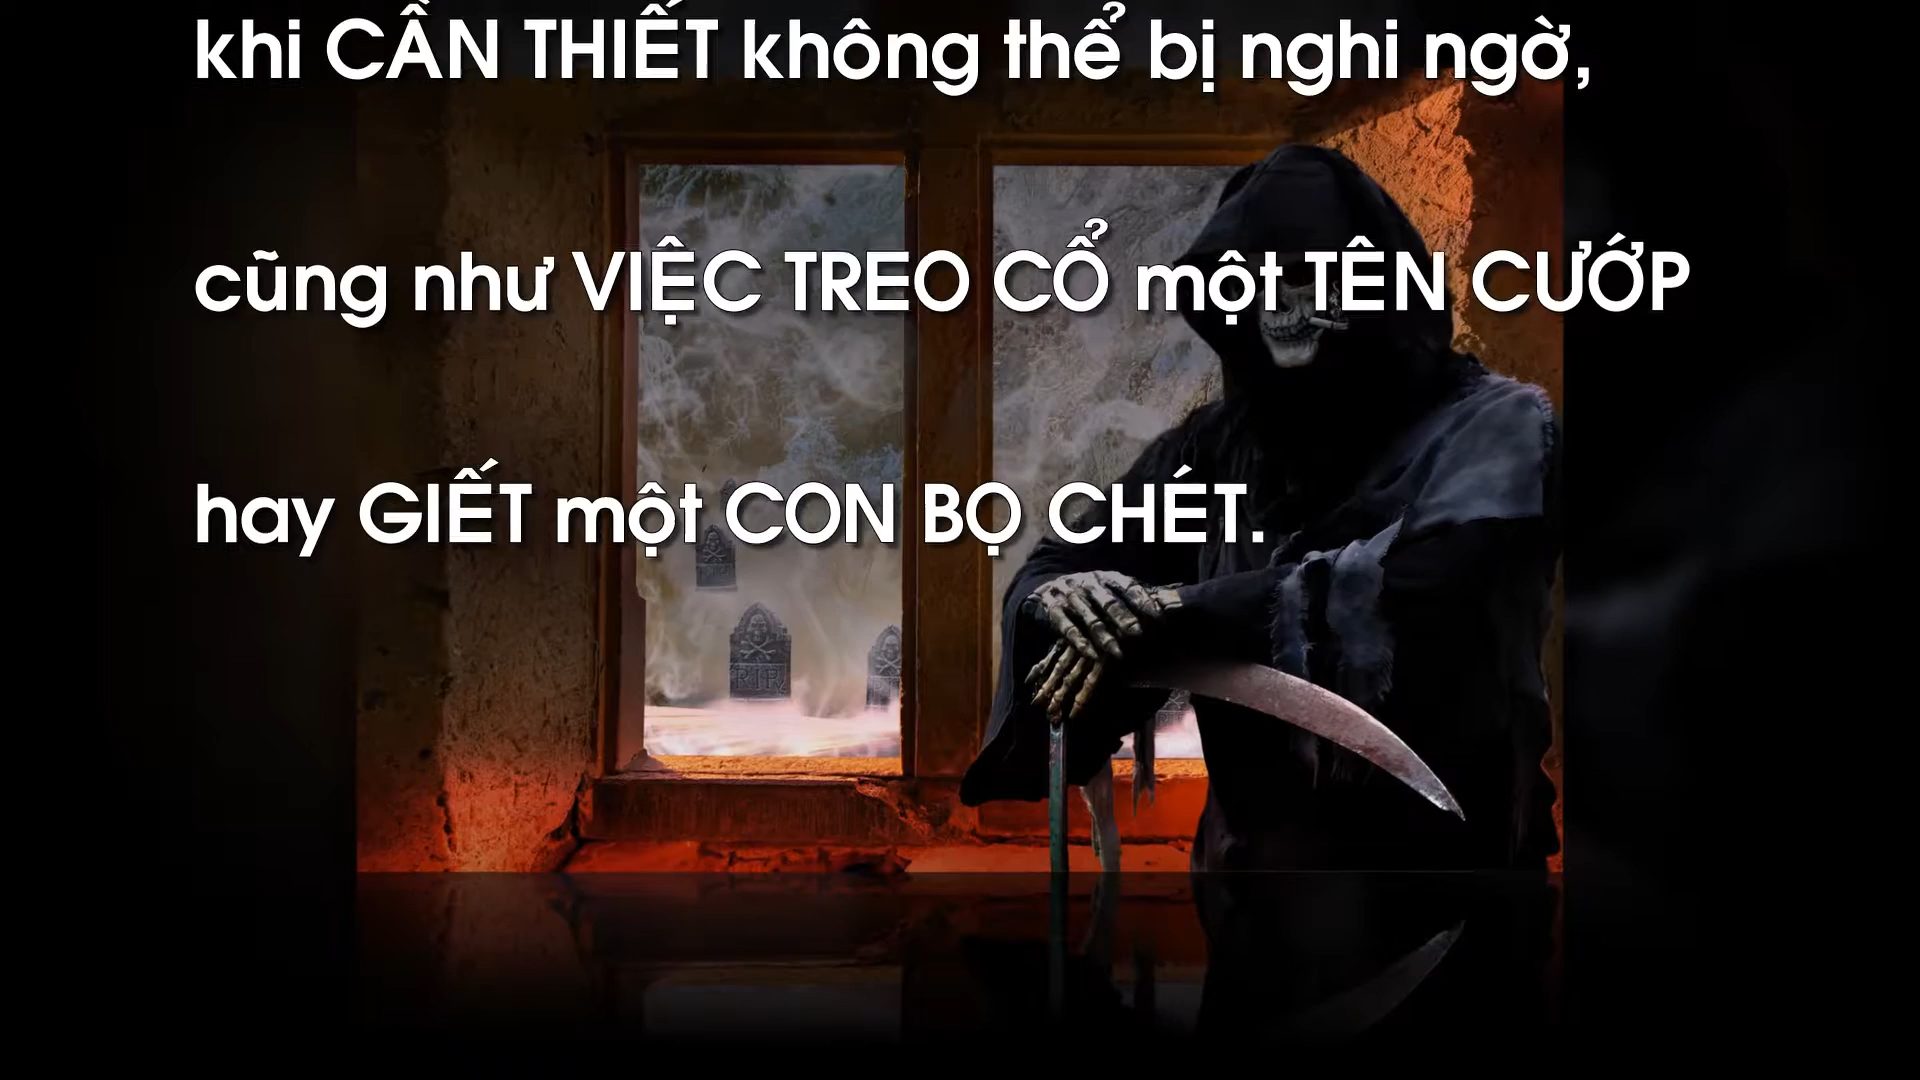 khi CẦN THIẾT không thể bị nghi ngờ,
cũng như VIỆC TREO CỔ một TÊN CƯỚP
hay GIẾT một CON BỌ CHÉT.
RIP